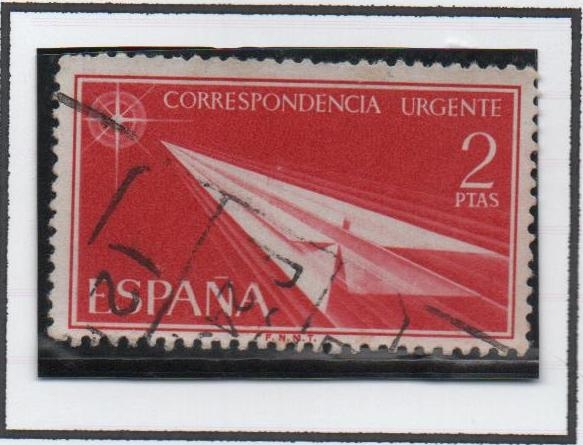 CORRESPONDENCIA URGENTE
2
PTAS
ESPAÑA
F.N.M.T.